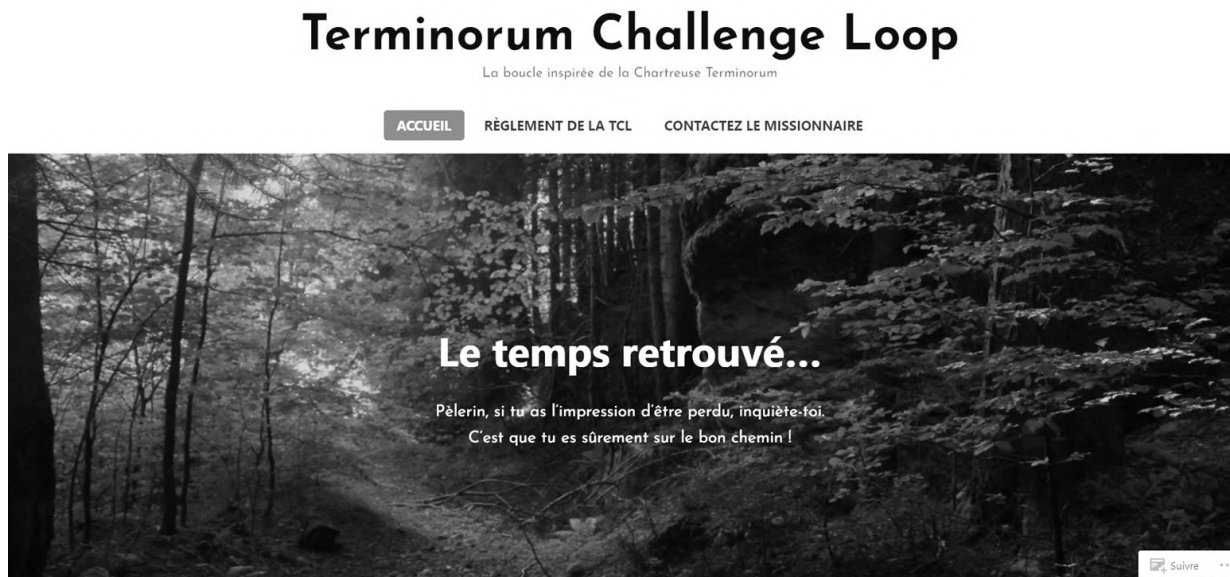 Terminorum Challenge Loop
La boucle inspirée de la Chartreuse Terminorum
ACCUEIL RÈGLEMENT DE LA TCL CONTACTEZ LE MISSIONNAIRE
Le temps retrouvé...
Pèlerin, si tu as l'impression d'être perdu, inquiète-toi.
C'est que tu es sûrement sur le bon chemin !
Suivre